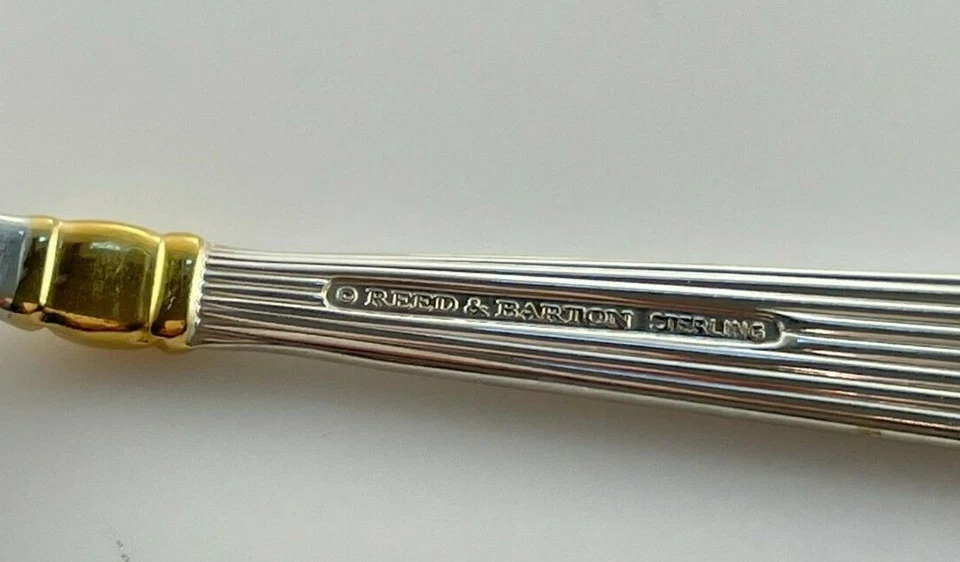 © REED & BARTON STERLING